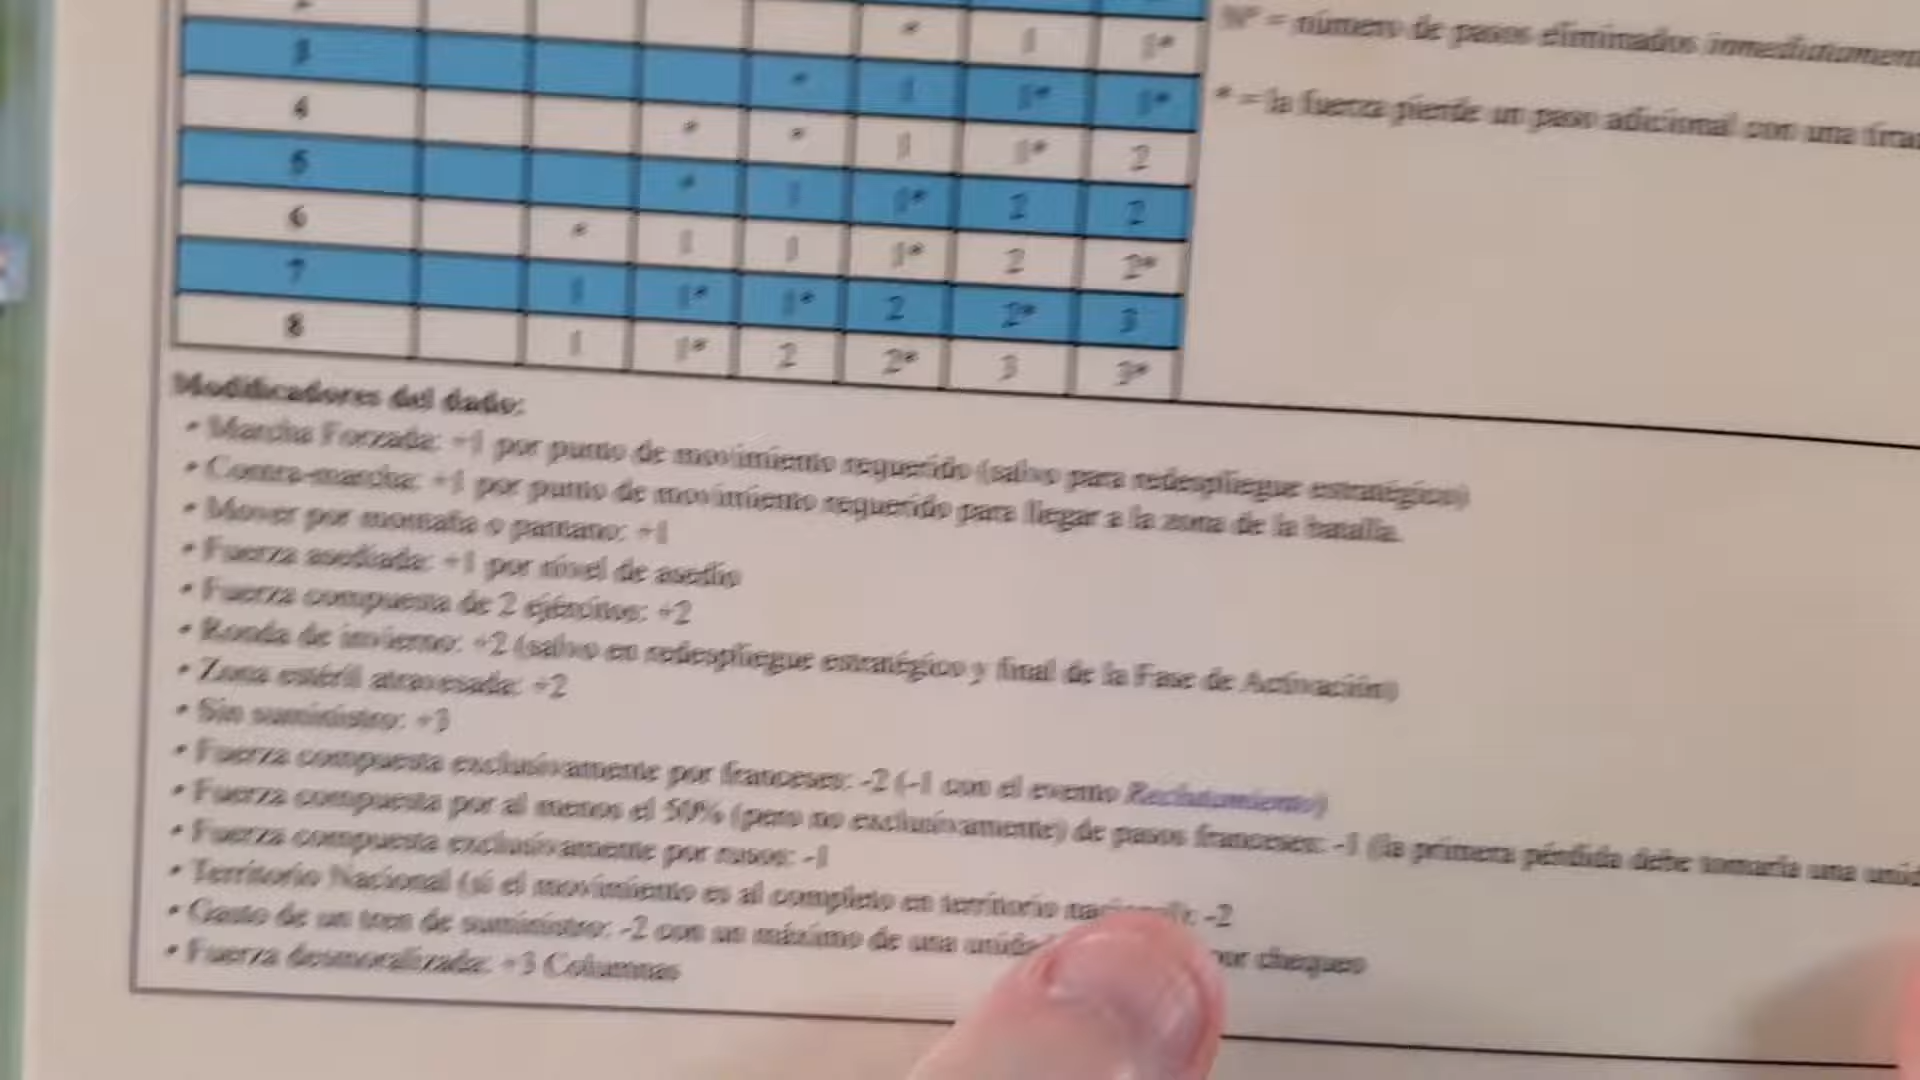 * 1 1*
Nº = número de pasos eliminados
3 * 1 1* 1*
* = la fuerza pierde un paso adicional con una
4 * * 1 1* 2
5 * 1 1* 2 2
6 * 1 1 1* 2 2*
7 1 1* 1* 2 2* 3
8 1 1* 2 2* 3 3*
Modificadores del dado:
• Marcha Forzada: +1 por punto de movimiento requerido (salvo para redespliegue estratégico)
• Contra-marcha: +1 por punto de movimiento requerido para llegar a la zona de la batalla.
• Mover por montaña o pantano: +1
• Fuerza asediada: +1 por nivel de asedio
• Fuerza compuesta de 2 ejércitos: +2
• Ronda de invierno: +2 (salvo en redespliegue estratégico y final de la Fase de Activación)
• Zona estéril atravesada: +2
• Sin suministro: +3
• Fuerza compuesta exclusivamente por franceses: -2 (-1 con el evento Reclutamiento)
• Fuerza compuesta por al menos el 50% (pero no exclusivamente) de pasos franceses: -1 (la primera pérdida debe tomarla una
• Fuerza compuesta exclusivamente por rusos: -1
• Territorio Nacional (si el movimiento es al completo en territorio nacional): -2
• Gasto de un tren de suministro: -2 con un máximo de una por chequeo
• Fuerza desmoralizada: +3 Columnas